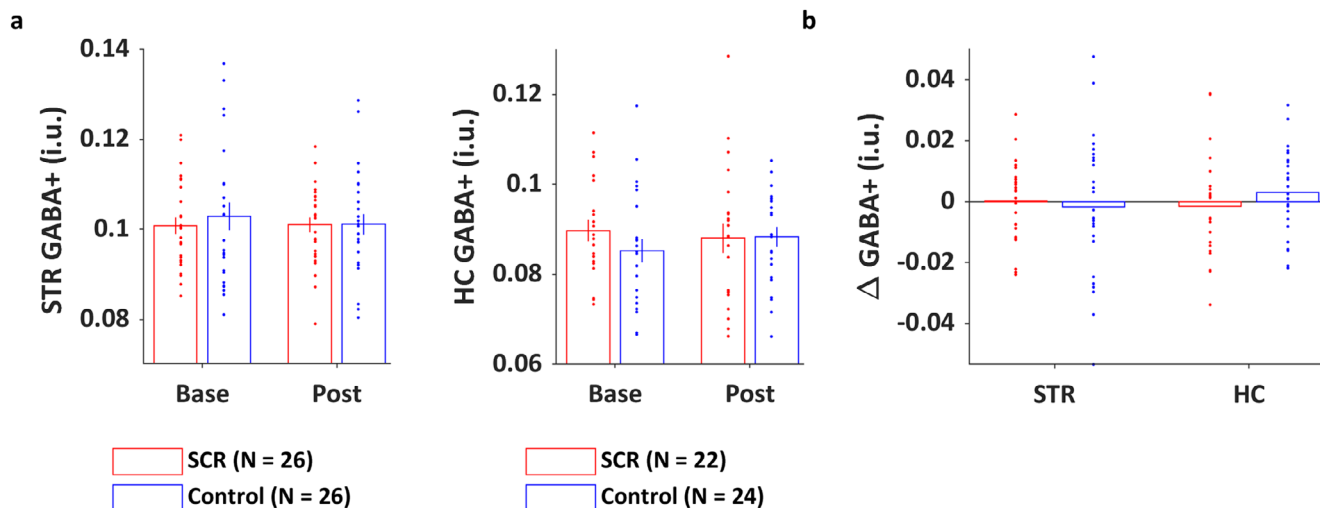 a
STR GABA+ (i.u.)
0.14
0.12
0.1
0.08
Base Post
SCR (N = 26)
Control (N = 26)
HC GABA+ (i.u.)
0.12
0.1
0.08
0.06
Base Post
SCR (N = 22)
Control (N = 24)
b
△ GABA+ (i.u.)
0.04
0.02
0
-0.02
-0.04
STR HC